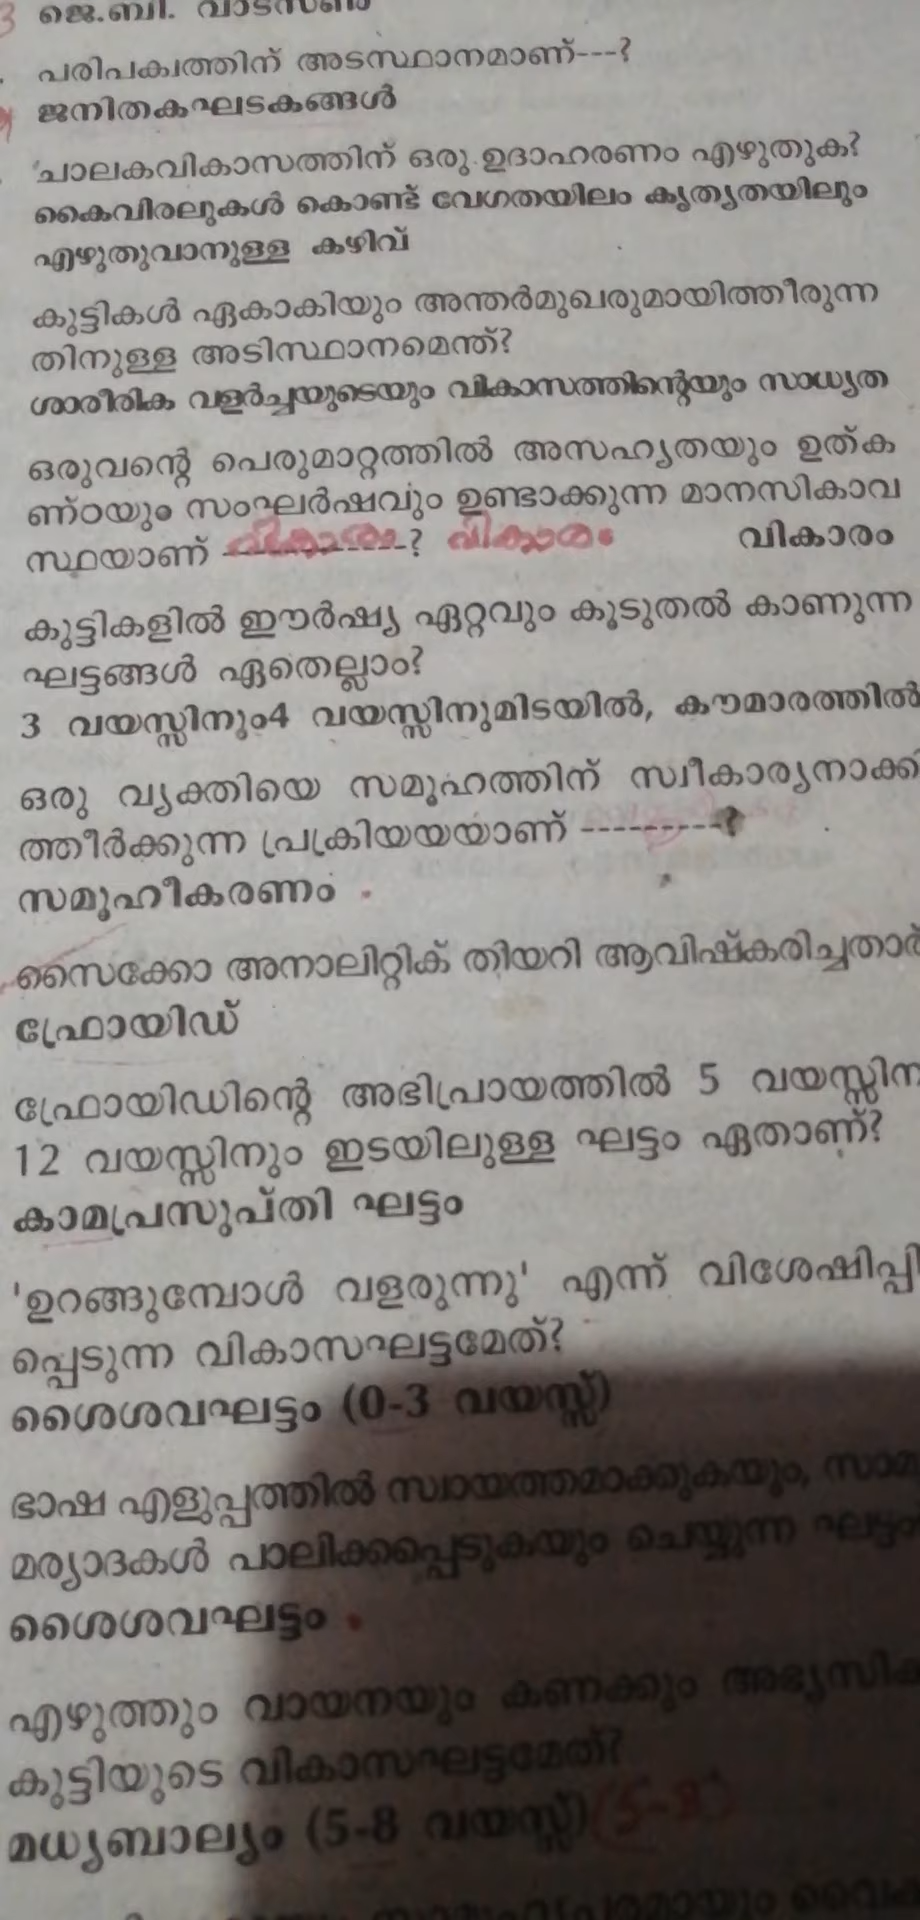 ജെ.ബി. വാട്സൺ
പരിപക്വത്തിന് അടസ്ഥാനമാണ്---?
ജനിതകഘടകങ്ങൾ
'ചാലകവികാസത്തിന് ഒരു ഉദാഹരണം എഴുതുക?
കൈവിരലുകൾ കൊണ്ട് വേഗതയിലം കൃത്യതയിലും
എഴുതുവാനുള്ള കഴിവ്
കുട്ടികൾ ഏകാകിയും അന്തർമുഖരുമായിത്തീരുന്ന
തിനുള്ള അടിസ്ഥാനമെന്ത്?
ശാരീരിക വളർച്ചയുടെയും വികാസത്തിന്റെയും സാധ്യത
ഒരുവന്റെ പെരുമാറ്റത്തിൽ അസഹ്യതയും ഉത്ക
ണ്ഠയും സംഘർഷവും ഉണ്ടാക്കുന്ന മാനസികാവ
സ്ഥയാണ് വികാരം -------------? വികാരം വികാരം
കുട്ടികളിൽ ഈർഷ്യ ഏറ്റവും കൂടുതൽ കാണുന്ന
ഘട്ടങ്ങൾ ഏതെല്ലാം?
3 വയസ്സിനും4 വയസ്സിനുമിടയിൽ, കൗമാരത്തിൽ
ഒരു വ്യക്തിയെ സമൂഹത്തിന് സ്വീകാര്യനാക്കി
ത്തീർക്കുന്ന പ്രക്രിയയയാണ് ---------?
സമൂഹീകരണം
സൈക്കോ അനാലിറ്റിക് തിയറി ആവിഷ്കരിച്ചതാര്
ഫ്രോയിഡ്
ഫ്രോയിഡിന്റെ അഭിപ്രായത്തിൽ 5 വയസ്സിന
12 വയസ്സിനും ഇടയിലുള്ള ഘട്ടം ഏതാണ്?
കാമപ്രസുപ്തി ഘട്ടം
'ഉറങ്ങുമ്പോൾ വളരുന്നു' എന്ന് വിശേഷിപ്പി
പ്പെടുന്ന വികാസഘട്ടമേത്?
ശൈശവഘട്ടം (0-3 വയസ്സ്)
ഭാഷ എളുപ്പത്തിൽ സ്വായത്തമാക്കുകയും, സാമ
മര്യാദകൾ പാലിക്കപ്പെടുകയും ചെയ്യുന്ന ഘട്ടം
ശൈശവഘട്ടം
എഴുത്തും വായനയും കണക്കും അഭ്യസിക
കുട്ടിയുടെ വികാസഘട്ടമേത്?
മധ്യബാല്യം (5-8 വയസ്സ്) (5-8)